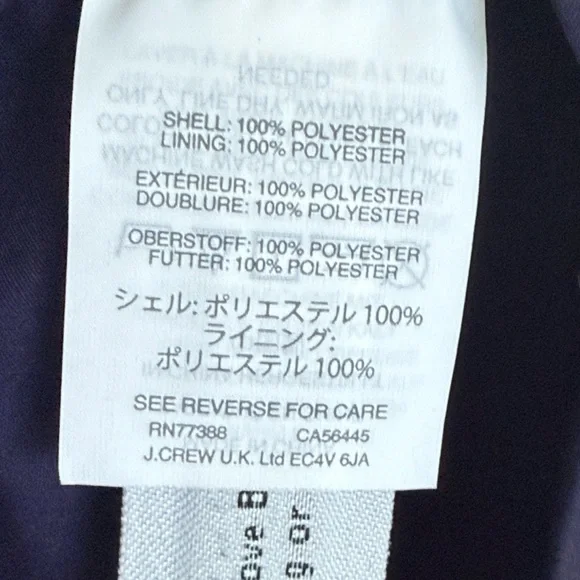 SHELL: 100% POLYESTER
LINING: 100% POLYESTER
EXTÉRIEUR: 100% POLYESTER
DOUBLURE: 100% POLYESTER
OBERSTOFF: 100% POLYESTER
FUTTER: 100% POLYESTER
シェル: ポリエステル 100%
ライニング:
ポリエステル 100%
SEE REVERSE FOR CARE
RN77388 CA56445
J.CREW U.K. Ltd EC4V 6JA